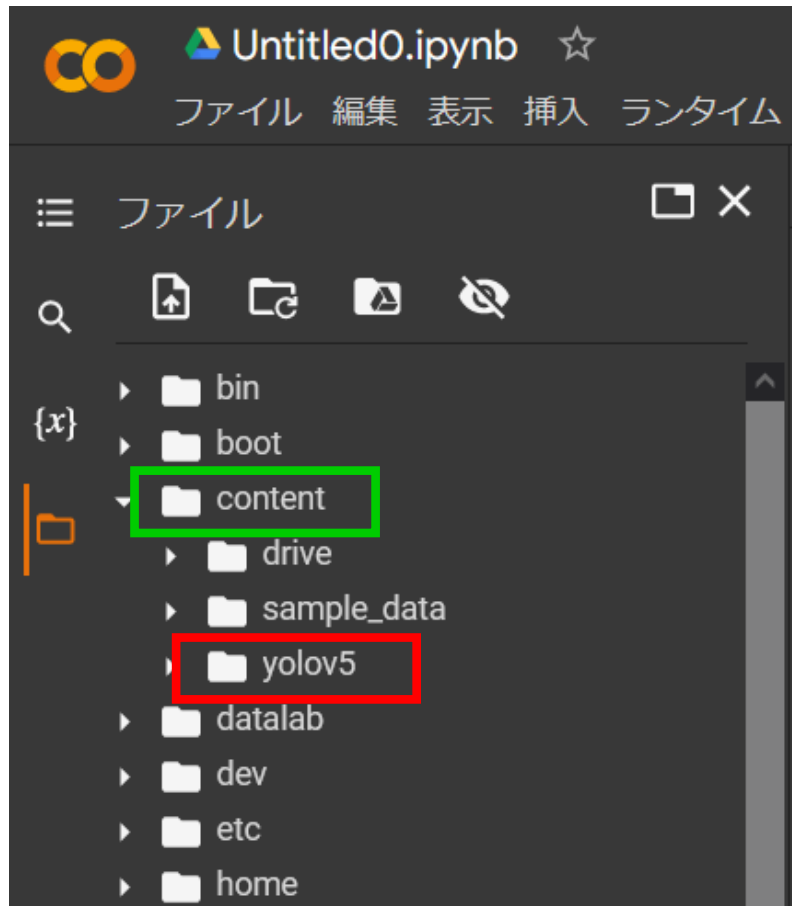 Untitled0.ipynb
ファイル 編集 表示 挿入 ランタイム
ファイル
{x}
bin
boot
content
drive
sample_data
yolov5
datalab
dev
etc
home